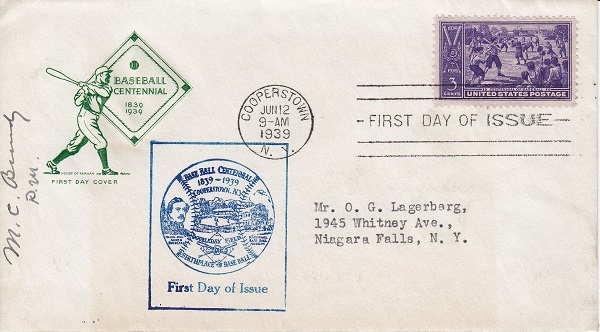 BASEBALL
CENTENNIAL
1839
1939
FIRST DAY COVER
M. C.
P.M.
1839
1939
3
CENTS
UNITED STATES POSTAGE
COOPERSTOWN
JUN 12
9-AM
1939
N. Y.
FIRST DAY OF ISSUE
BASE BALL CENTENNIAL
1839-1939
COOPERSTOWN, N.Y.
BIRTHPLACE OF BASE BALL
First Day of Issue
Mr. O. G. Lagerberg,
1945 Whitney Ave.,
Niagara Falls, N. Y.